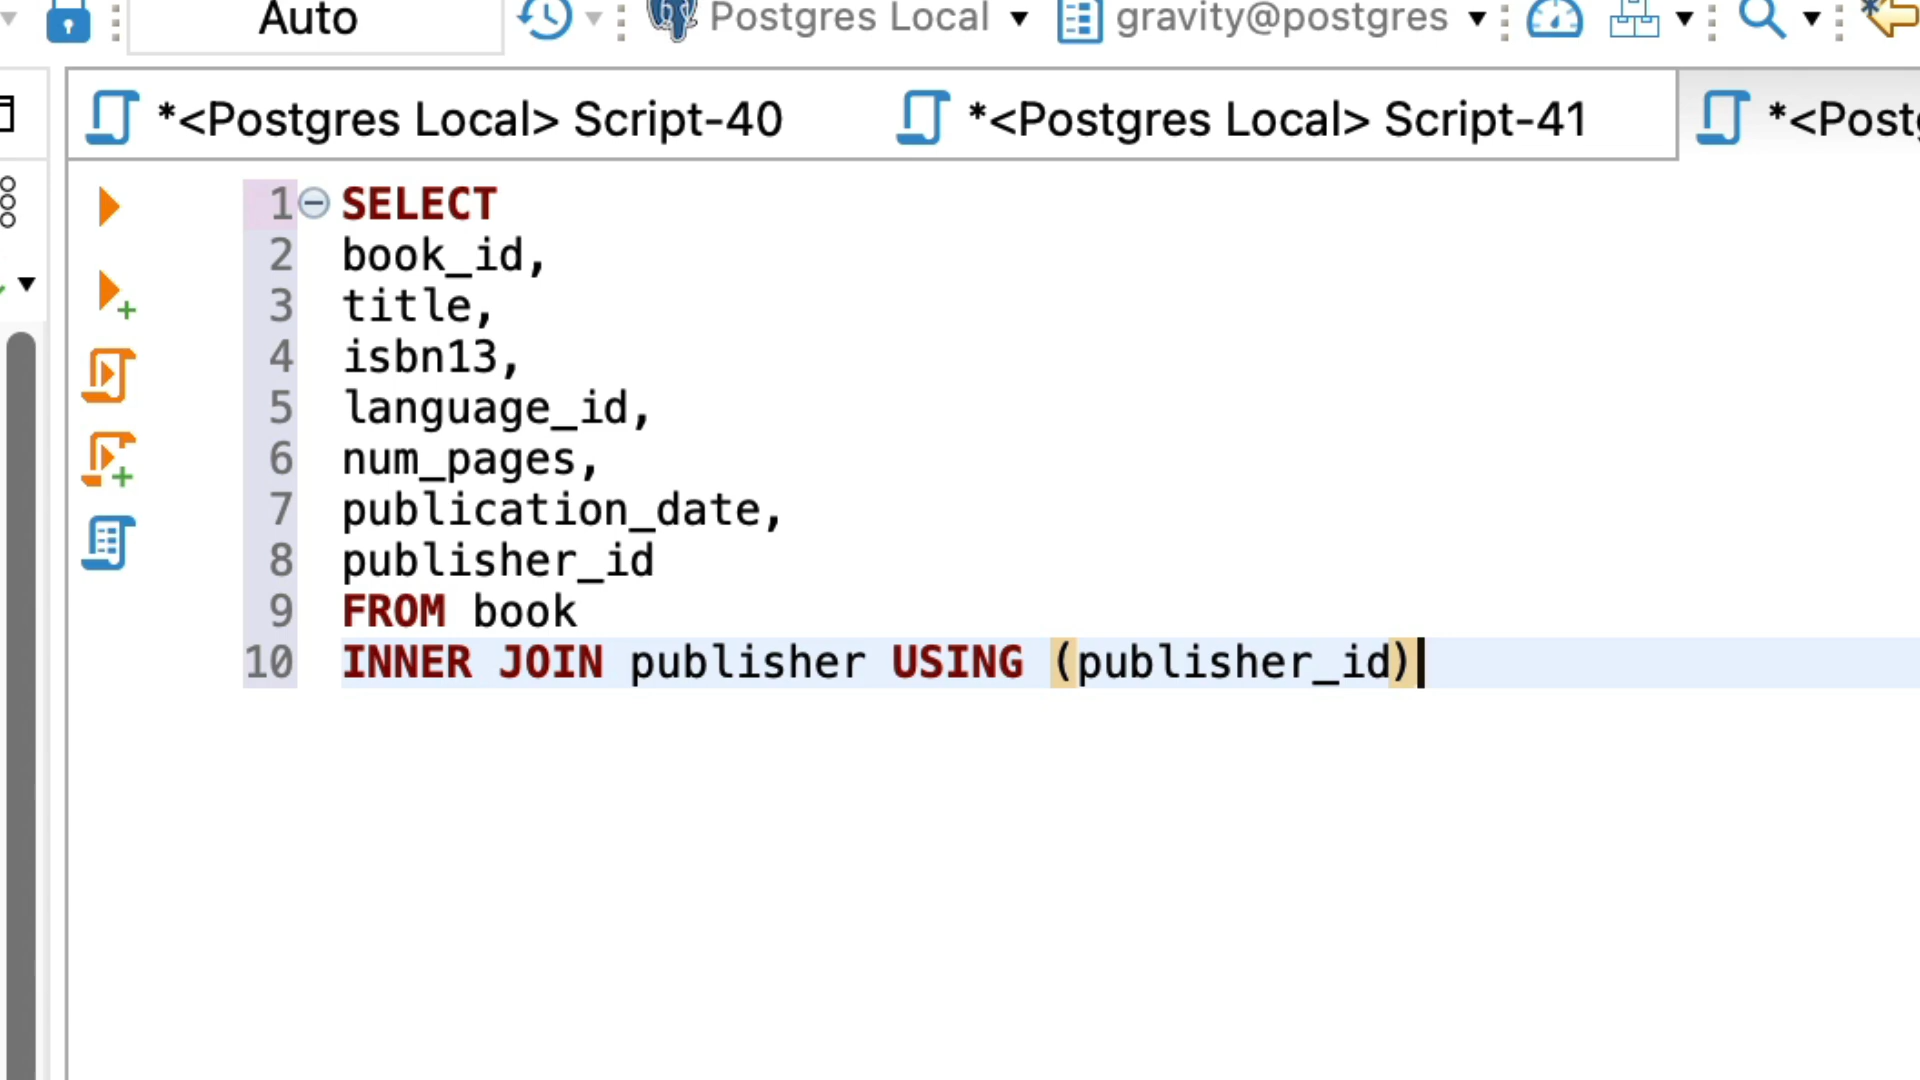 Auto
Postgres Local
gravity@postgres
*<Postgres Local> Script-40
*<Postgres Local> Script-41
*<Post
1 SELECT
2 book_id,
3 title,
4 isbn13,
5 language_id,
6 num_pages,
7 publication_date,
8 publisher_id
9 FROM book
10 INNER JOIN publisher USING (publisher_id)